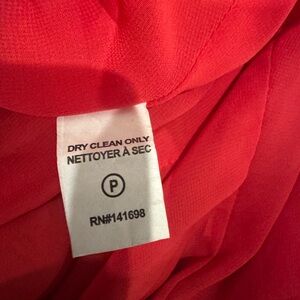 DRY CLEAN ONLY
NETTOYER À SEC
P
RN#141698